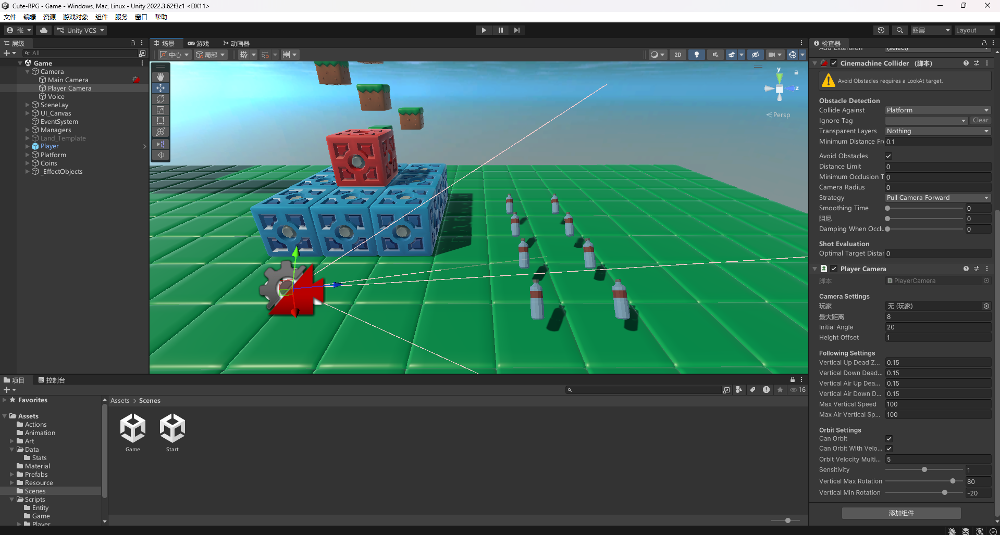 Cute-RPG - Game - Windows, Mac, Linux - Unity 2022.3.62f3c1 <DX11>
文件 编辑 资源 游戏对象 组件 服务 窗口 帮助
张 Unity VCS 图层 Layout
层级
All
Game
Camera
Main Camera
Player Camera
Voice
SceneLay
UI_Canvas
EventSystem
Managers
Land_Template
Player
Platform
Coins
_EffectObjects
场景 游戏 动画器
中心 局部 2D
y
z
Persp
检查器
Add Extension (select)
Cinemachine Collider （脚本）
Avoid Obstacles requires a LookAt target.
Obstacle Detection
Collide Against Platform
Ignore Tag Clear
Transparent Layers Nothing
Minimum Distance Fr 0.1
Avoid Obstacles
Distance Limit 0
Minimum Occlusion T 0
Camera Radius 0
Strategy Pull Camera Forward
Smoothing Time 0
阻尼 0
Damping When Occlu 0
Shot Evaluation
Optimal Target Distan 0
Player Camera
脚本 PlayerCamera
Camera Settings
玩家 无 (玩家)
最大距离 8
Initial Angle 20
Height Offset 1
Following Settings
Vertical Up Dead Z... 0.15
Vertical Down Dead... 0.15
Vertical Air Up Dea... 0.15
Vertical Air Down D... 0.15
Max Vertical Speed 100
Max Air Vertical Sp... 100
Orbit Settings
Can Orbit
Can Orbit With Velo...
Orbit Velocity Multi... 5
Sensitivity 1
Vertical Max Rotation 80
Vertical Min Rotation -20
添加组件
项目 控制台
16
Favorites
Assets
Actions
Animation
Art
Data
Stats
Material
Prefabs
Resource
Scenes
Scripts
Entity
Game
Player
Assets > Scenes
Game
Start